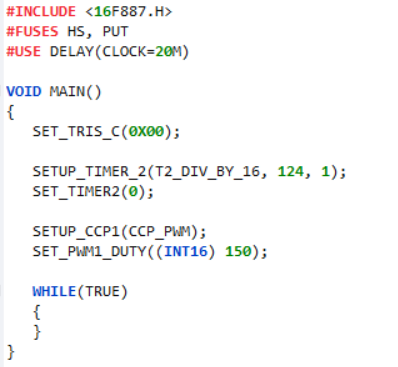 #INCLUDE <16F887.H>
#FUSES HS, PUT
#USE DELAY(CLOCK=20M)
VOID MAIN()
{
SET_TRIS_C(0X00);
SETUP_TIMER_2(T2_DIV_BY_16, 124, 1);
SET_TIMER2(0);
SETUP_CCP1(CCP_PWM);
SET_PWM1_DUTY((INT16) 150);
WHILE(TRUE)
{
}
}